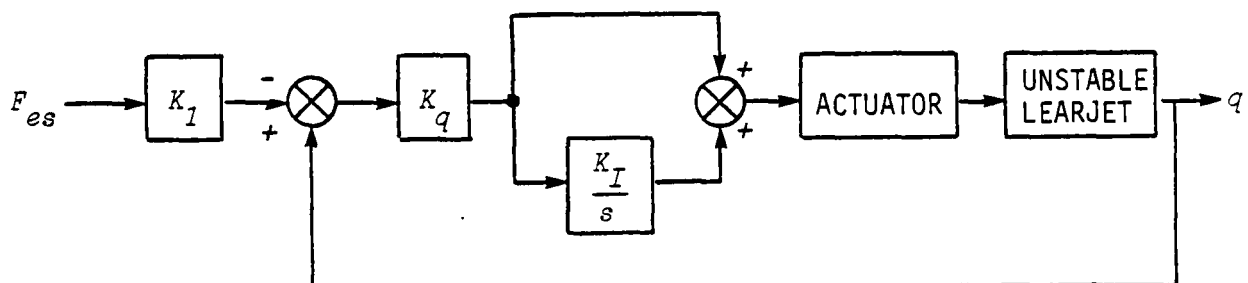 F_es
K_1
-
+
K_q
K_I
s
+
+
ACTUATOR
UNSTABLE
LEARJET
q